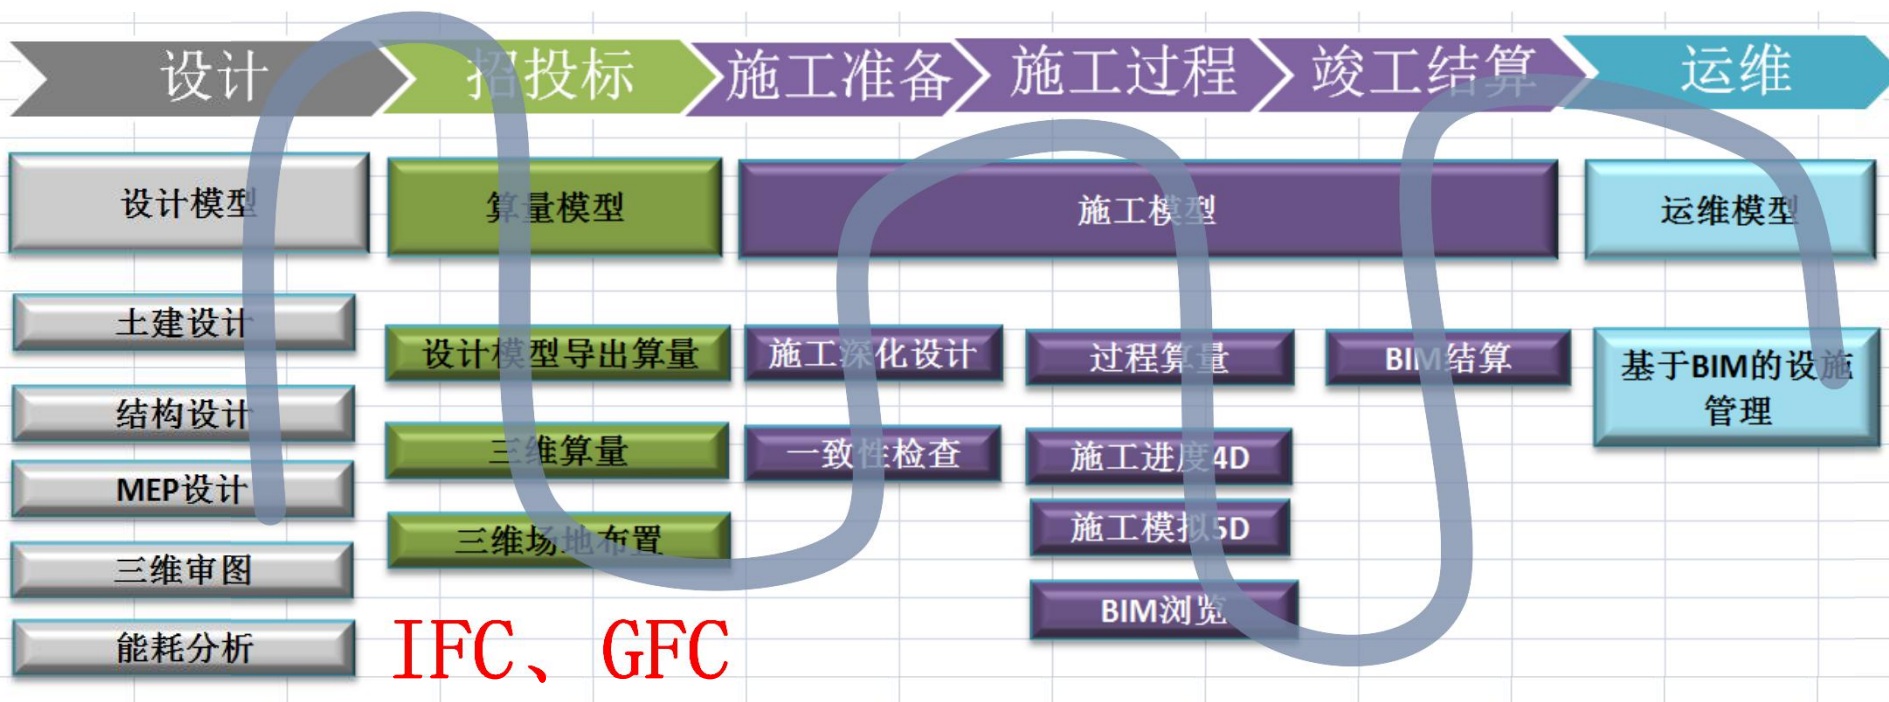 设计
招投标
施工准备
施工过程
竣工结算
运维
设计模型
算量模型
施工模型
运维模型
土建设计
结构设计
MEP设计
三维审图
能耗分析
设计模型导出算量
三维算量
三维场地布置
IFC、GFC
施工深化设计
一致性检查
过程算量
施工进度4D
施工模拟5D
BIM浏览
BIM结算
基于BIM的设施
管理